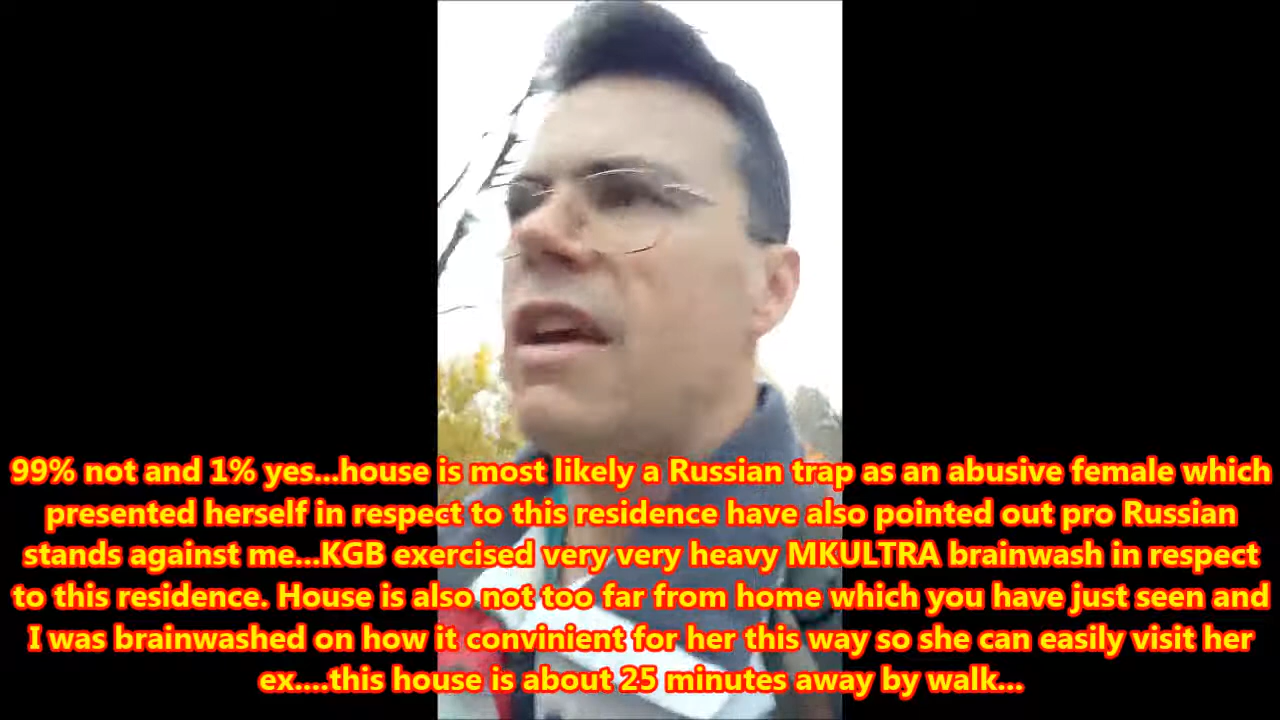 99% not and 1% yes...house is most likely a Russian trap as an abusive female which
presented herself in respect to this residence have also pointed out pro Russian
stands against me...KGB exercised very very heavy MKULTRA brainwash in respect
to this residence. House is also not too far from home which you have just seen and
I was brainwashed on how it convinient for her this way so she can easily visit her
ex....this house is about 25 minutes away by walk...